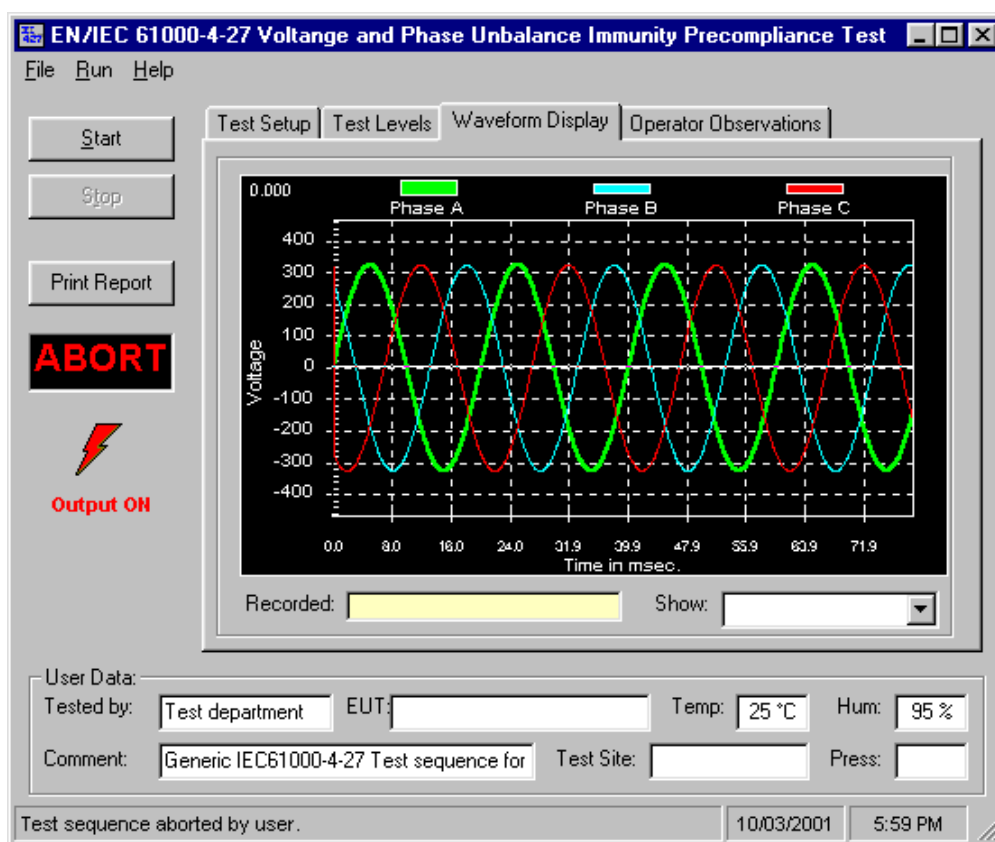 EN/IEC 61000-4-27 Voltange and Phase Unbalance Immunity Precompliance Test
File Run Help
Start
Stop
Print Report
ABORT
Output ON
Test Setup Test Levels Waveform Display Operator Observations
0.000
Phase A Phase B Phase C
Voltage
400
300
200
100
0
-100
-200
-300
-400
0.0 8.0 16.0 24.0 31.9 39.9 47.9 55.9 63.9 71.9
Time in msec.
Recorded: Show:
User Data:
Tested by: Test department EUT: Temp: 25 °C Hum: 95 %
Comment: Generic IEC61000-4-27 Test sequence for Test Site: Press:
Test sequence aborted by user. 10/03/2001 5:59 PM